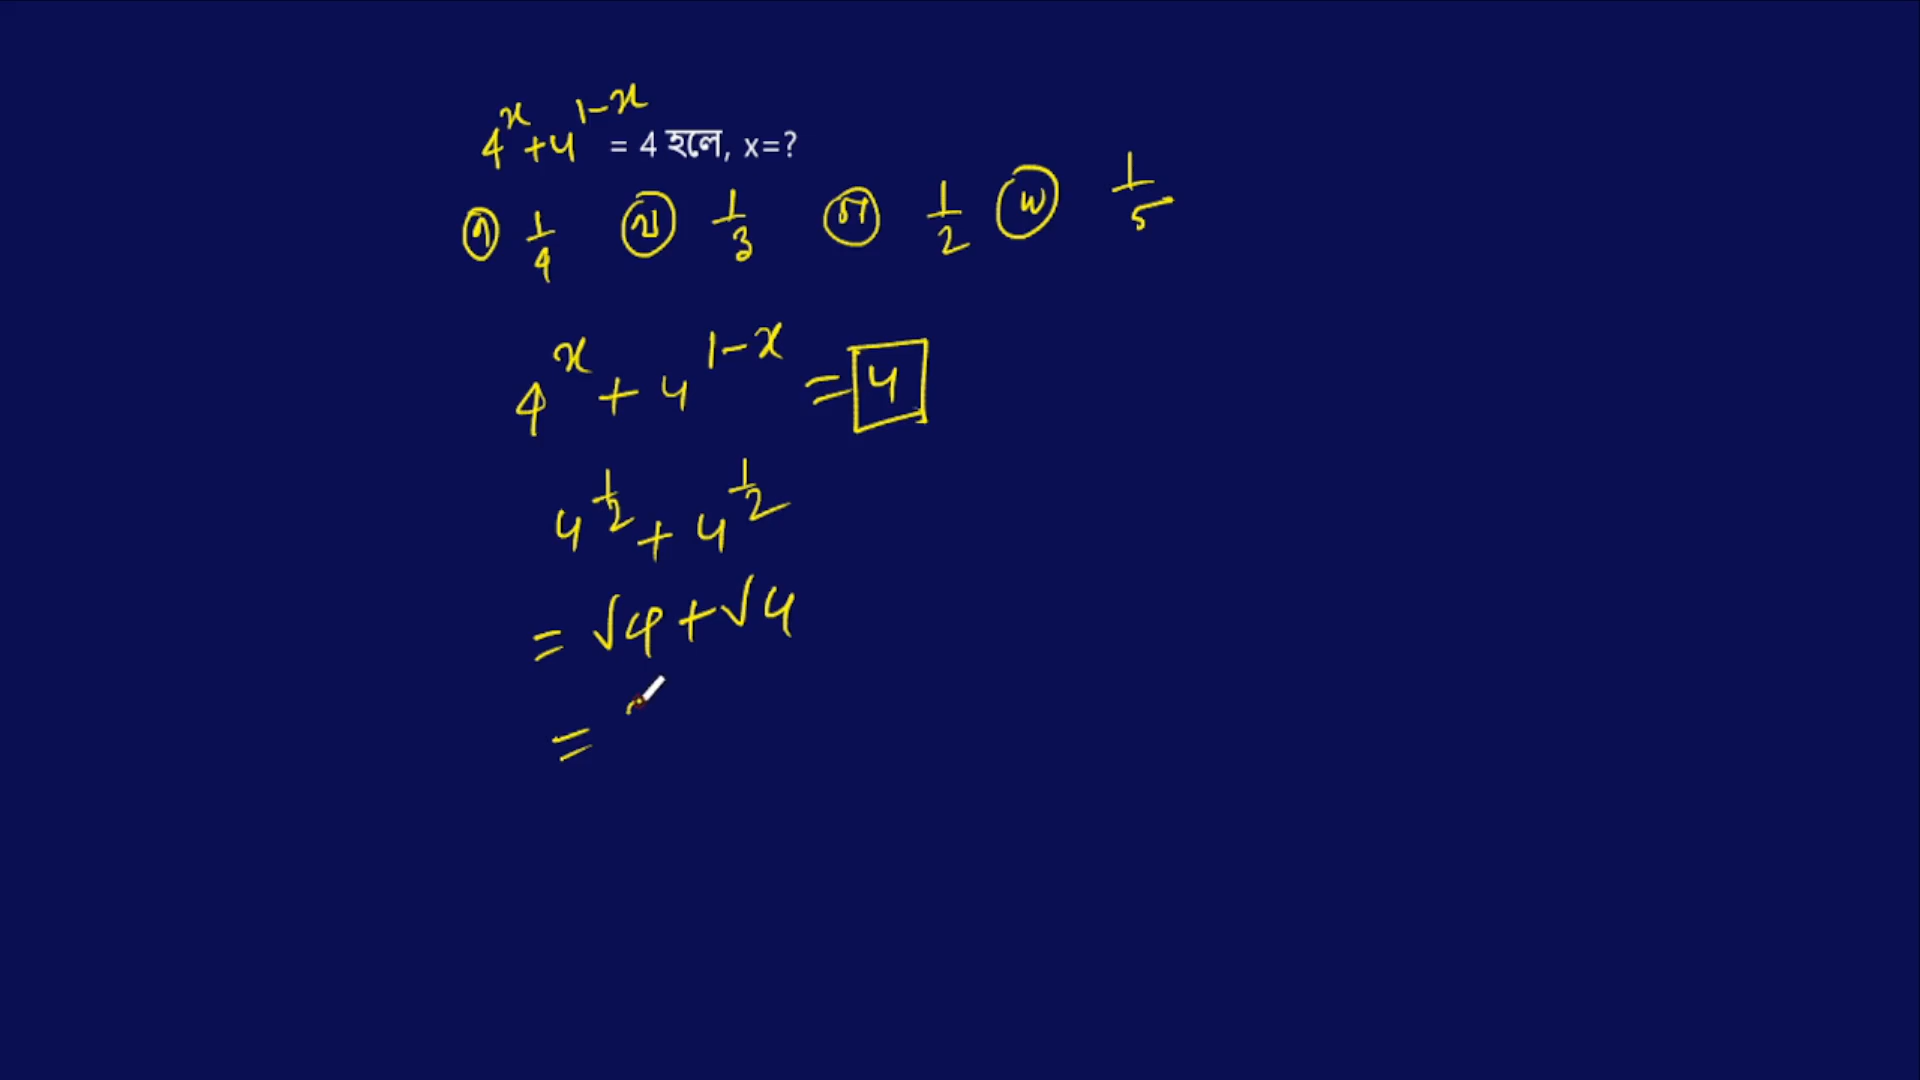 4^x + 4^(1-x) = 4 হলে, x=?
ক 1/4 খ 1/3 গ 1/2 ঘ 1/5
4^x + 4^(1-x) = 4
4^(1/2) + 4^(1/2)
= √4 + √4
=